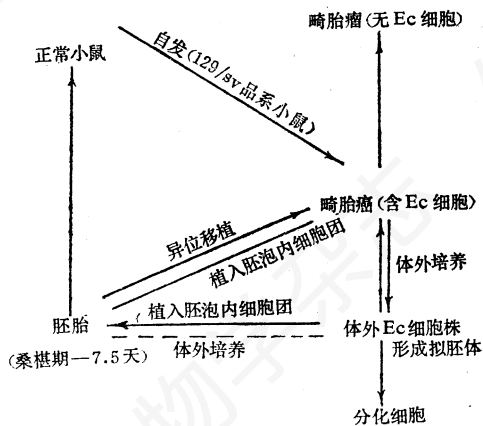 畸胎瘤(无Ec细胞)
正常小鼠
自发(129/sv品系小鼠)
畸胎癌(含Ec细胞)
异位移植
植入胚泡内细胞团
体外培养
植入胚泡内细胞团
胚胎
体外Ec细胞株
(桑椹期—7.5天)
体外培养
形成拟胚体
分化细胞
物学杂志